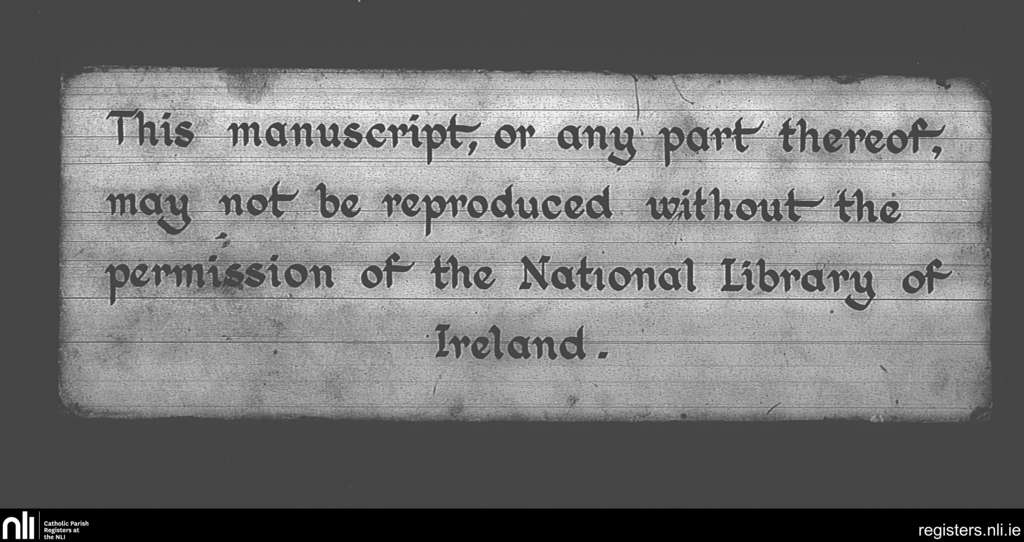 This manuscript, or any part thereof,
may not be reproduced without the
permission of the National Library of
Ireland.
nli
Catholic Parish
Registers at
the NLI
registers.nli.ie